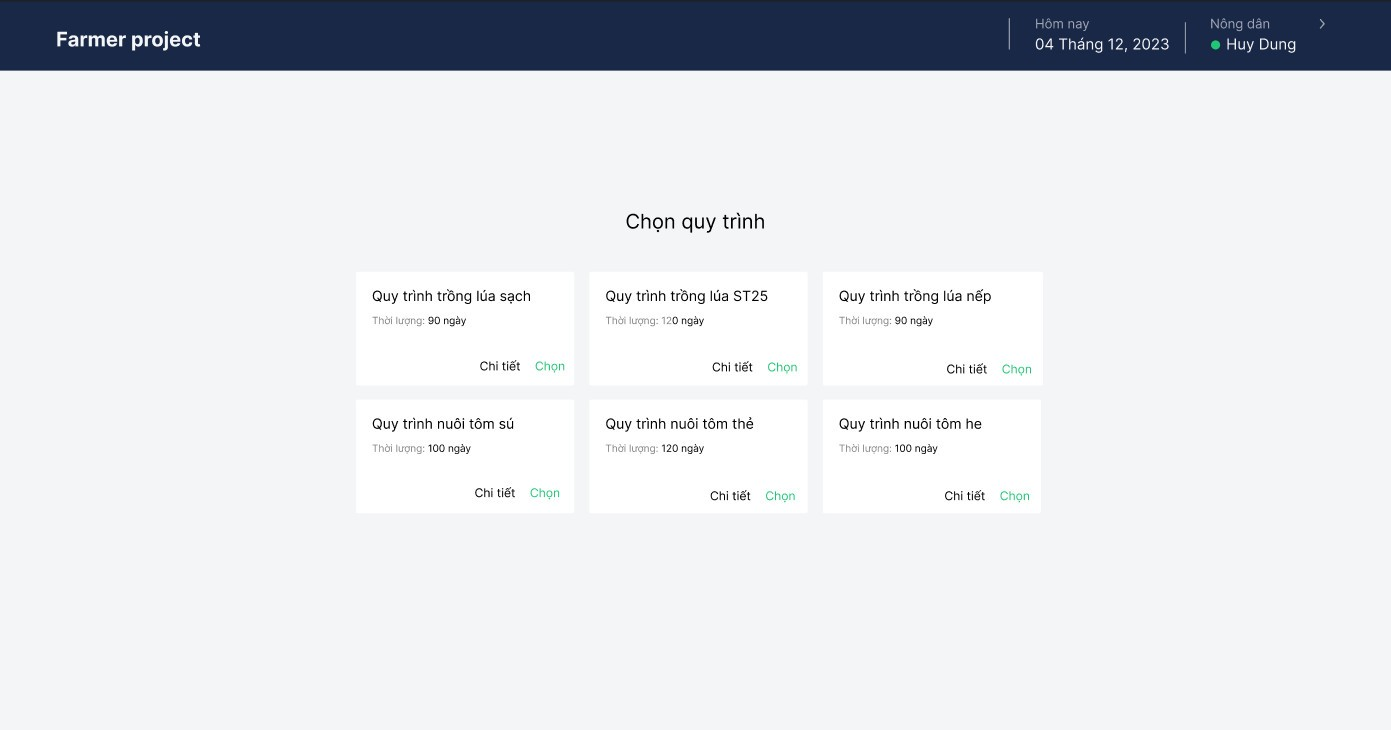 Farmer project
Hôm nay
04 Tháng 12, 2023
Nông dân
Huy Dung
Chọn quy trình
Quy trình trồng lúa sạch
Thời lượng: 90 ngày
Chi tiết Chọn
Quy trình trồng lúa ST25
Thời lượng: 120 ngày
Chi tiết Chọn
Quy trình trồng lúa nếp
Thời lượng: 90 ngày
Chi tiết Chọn
Quy trình nuôi tôm sú
Thời lượng: 100 ngày
Chi tiết Chọn
Quy trình nuôi tôm thẻ
Thời lượng: 120 ngày
Chi tiết Chọn
Quy trình nuôi tôm he
Thời lượng: 100 ngày
Chi tiết Chọn